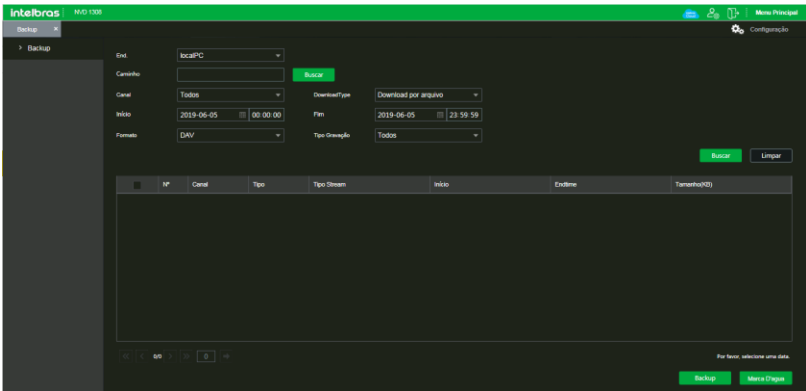 intelbras NVD 1308 Menu Principal
Backup × Configuração
> Backup
End. localPC
Caminho Buscar
Canal Todos DownloadType Download por arquivo
Início 2019-06-05 00:00:00 Fim 2019-06-05 23:59:59
Formato DAV Tipo Gravação Todos
Buscar Limpar
Nº Canal Tipo Tipo Stream Início Endtime Tamanho(KB)
0/0 0 Por favor, selecione uma data.
Backup Marca D'agua